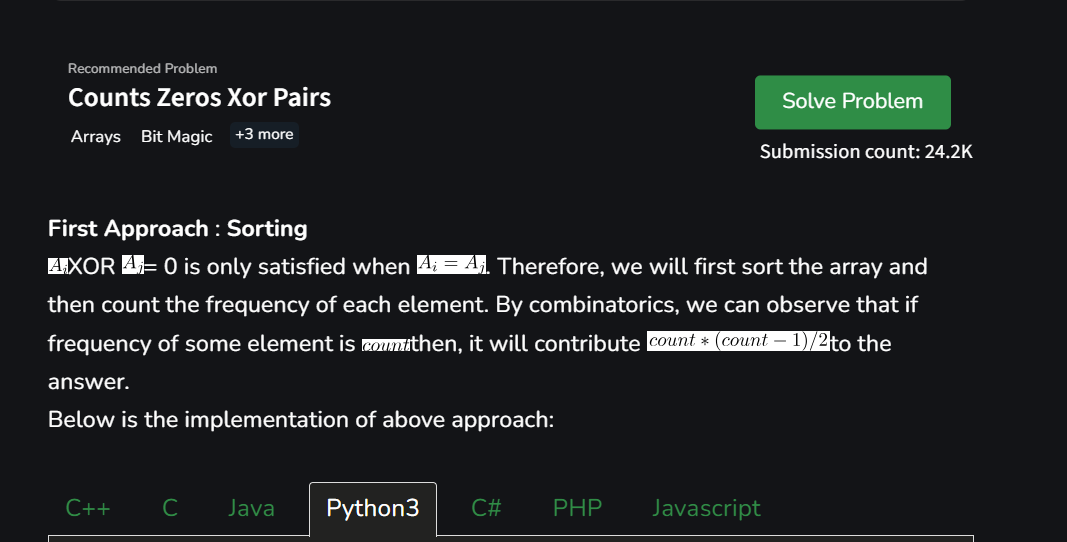 Recommended Problem
Counts Zeros Xor Pairs
Solve Problem
Arrays Bit Magic +3 more
Submission count: 24.2K
First Approach : Sorting
A_i XOR A_j = 0 is only satisfied when A_i = A_j. Therefore, we will first sort the array and
then count the frequency of each element. By combinatorics, we can observe that if
frequency of some element is count then, it will contribute count * (count − 1)/2 to the
answer.
Below is the implementation of above approach:
C++ C Java Python3 C# PHP Javascript